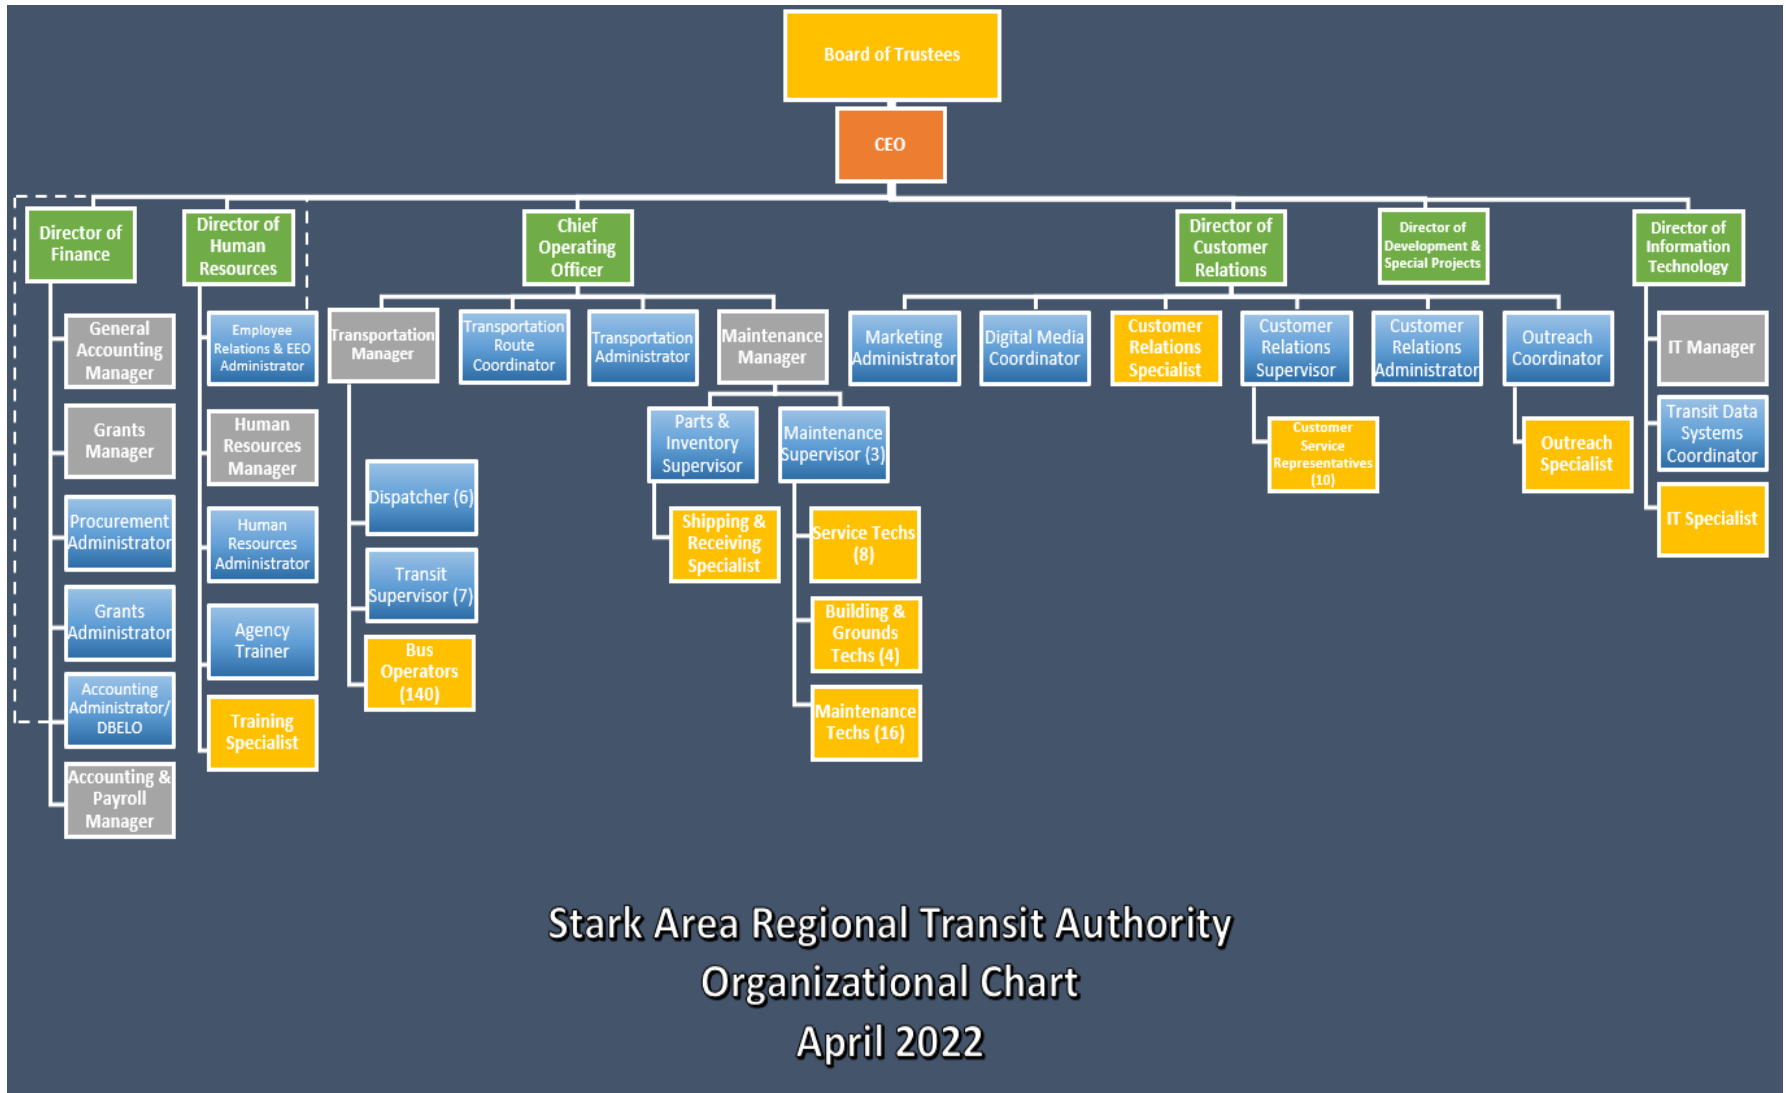 Board of Trustees
CEO
Director of
Finance
Director of
Human
Resources
Chief
Operating
Officer
Director of
Customer
Relations
Director of
Development &
Special Projects
Director of
Information
Technology
General
Accounting
Manager
Grants
Manager
Procurement
Administrator
Grants
Administrator
Accounting
Administrator/
DBELO
Accounting &
Payroll
Manager
Employee
Relations & EEO
Administrator
Human
Resources
Manager
Human
Resources
Administrator
Agency
Trainer
Training
Specialist
Transportation
Manager
Transportation
Route
Coordinator
Transportation
Administrator
Maintenance
Manager
Dispatcher (6)
Transit
Supervisor (7)
Bus
Operators
(140)
Parts &
Inventory
Supervisor
Maintenance
Supervisor (3)
Shipping &
Receiving
Specialist
Service Techs
(8)
Building &
Grounds
Techs (4)
Maintenance
Techs (16)
Marketing
Administrator
Digital Media
Coordinator
Customer
Relations
Specialist
Customer
Relations
Supervisor
Customer
Relations
Administrator
Outreach
Coordinator
Customer
Service
Representatives
(10)
Outreach
Specialist
IT Manager
Transit Data
Systems
Coordinator
IT Specialist
Stark Area Regional Transit Authority
Organizational Chart
April 2022